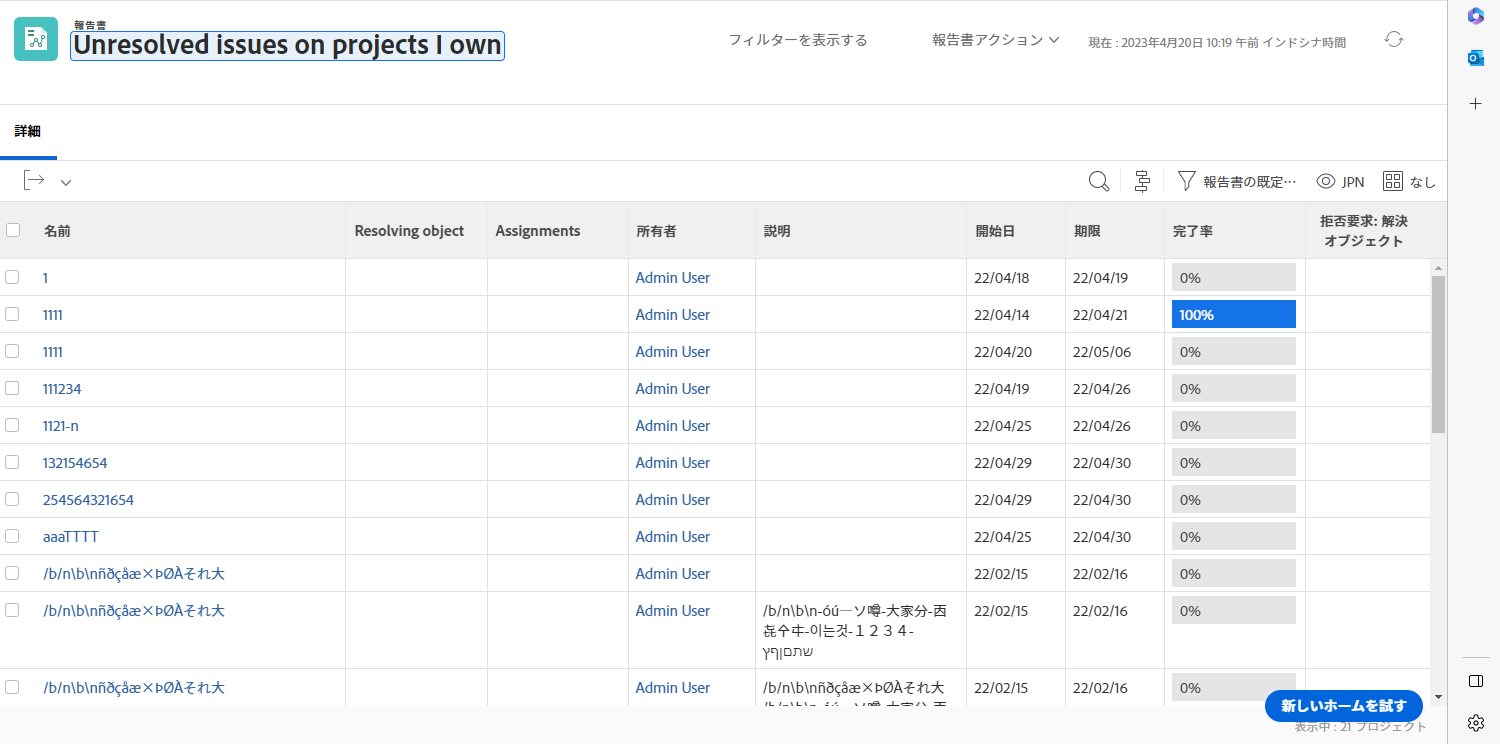 報告書
Unresolved issues on projects I own
フィルターを表示する
報告書アクション
現在 : 2023年4月20日 10:19 午前 インドシナ時間
詳細
報告書の既定…
JPN
なし
名前 Resolving object Assignments 所有者 説明 開始日 期限 完了率 拒否要求: 解決
オブジェクト
1 Admin User 22/04/18 22/04/19 0%
1111 Admin User 22/04/14 22/04/21 100%
1111 Admin User 22/04/20 22/05/06 0%
111234 Admin User 22/04/19 22/04/26 0%
1121-n Admin User 22/04/25 22/04/26 0%
132154654 Admin User 22/04/29 22/04/30 0%
254564321654 Admin User 22/04/29 22/04/30 0%
aaaTTTT Admin User 22/04/25 22/04/30 0%
/b/n\b\nñðçåæ×ÞØÀそれ大 Admin User 22/02/15 22/02/16 0%
/b/n\b\nñðçåæ×ÞØÀそれ大 Admin User /b/n\b\n-óú―ソ噂-大家分-丙 22/02/15 22/02/16 0%
-이는것-１２３４-
/b/n\b\nñðçåæ×ÞØÀそれ大 Admin User /b/n\b\nñðçåæ×ÞØÀそれ大 22/02/15 22/02/16 0%
新しいホームを試す
表示中 : 21 プロジェクト